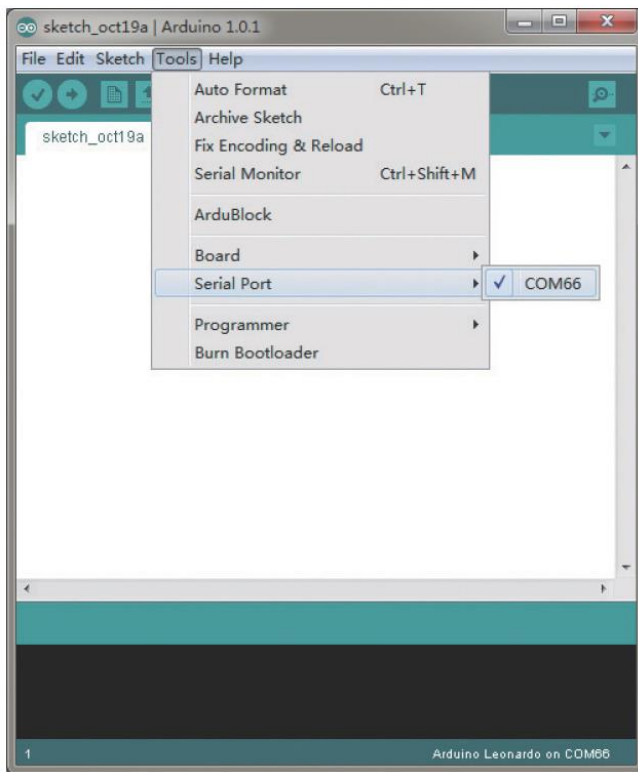 sketch_oct19a | Arduino 1.0.1
File Edit Sketch Tools Help
sketch_oct19a
Auto Format Ctrl+T
Archive Sketch
Fix Encoding & Reload
Serial Monitor Ctrl+Shift+M
ArduBlock
Board
Serial Port
COM66
Programmer
Burn Bootloader
1
Arduino Leonardo on COM66